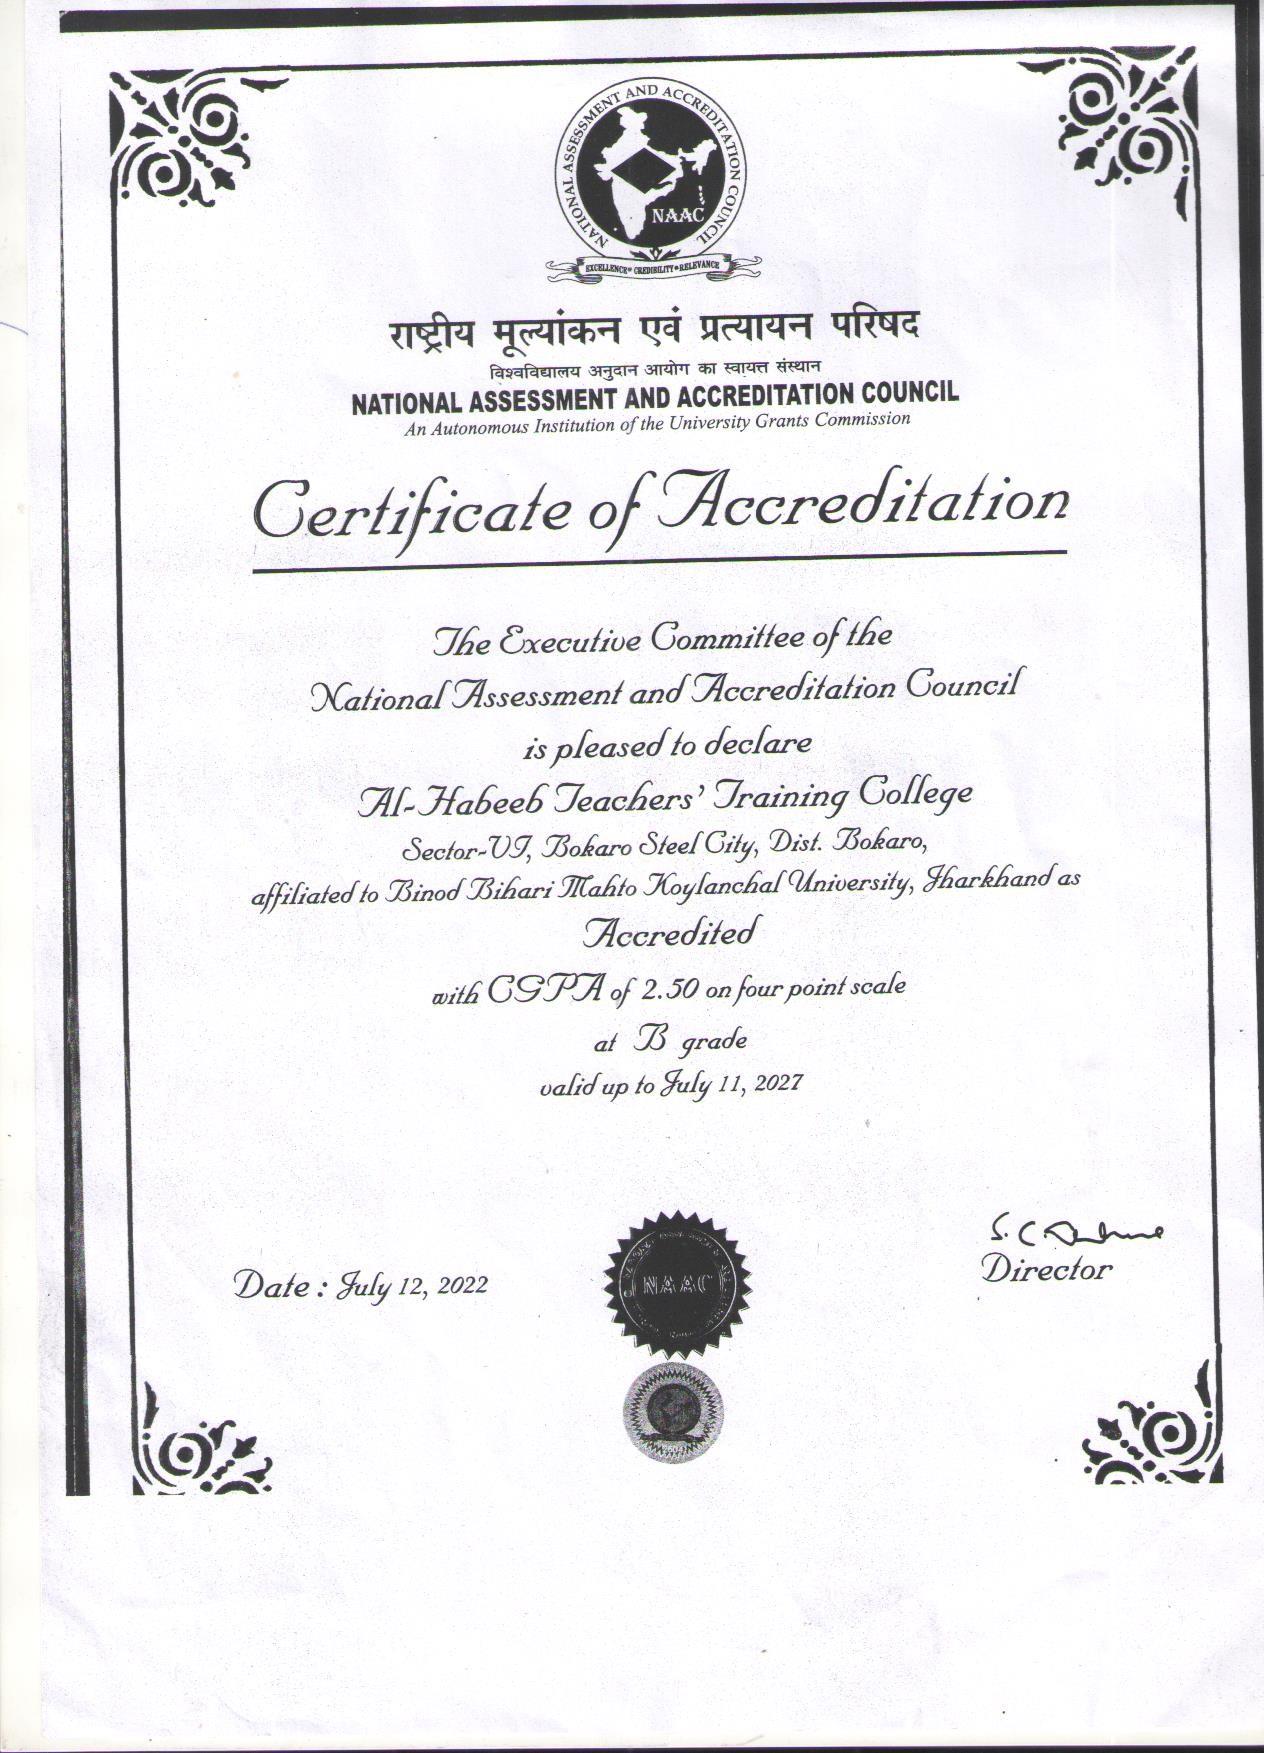 NATIONAL ASSESSMENT AND ACCREDITATION COUNCIL
NAAC
EXCELLENCE • CREDIBILITY • RELEVANCE
राष्ट्रीय मूल्यांकन एवं प्रत्यायन परिषद
विश्वविद्यालय अनुदान आयोग का स्वायत्त संस्थान
NATIONAL ASSESSMENT AND ACCREDITATION COUNCIL
An Autonomous Institution of the University Grants Commission
Certificate of Accreditation
The Executive Committee of the
National Assessment and Accreditation Council
is pleased to declare
Al-Habeeb Teachers' Training College
Sector-VI, Bokaro Steel City, Dist. Bokaro,
affiliated to Binod Bihari Mahto Koylanchal University, Jharkhand as
Accredited
with CGPA of 2.50 on four point scale
at B grade
valid up to July 11, 2027
S. C.
Director
Date : July 12, 2022
NAAC